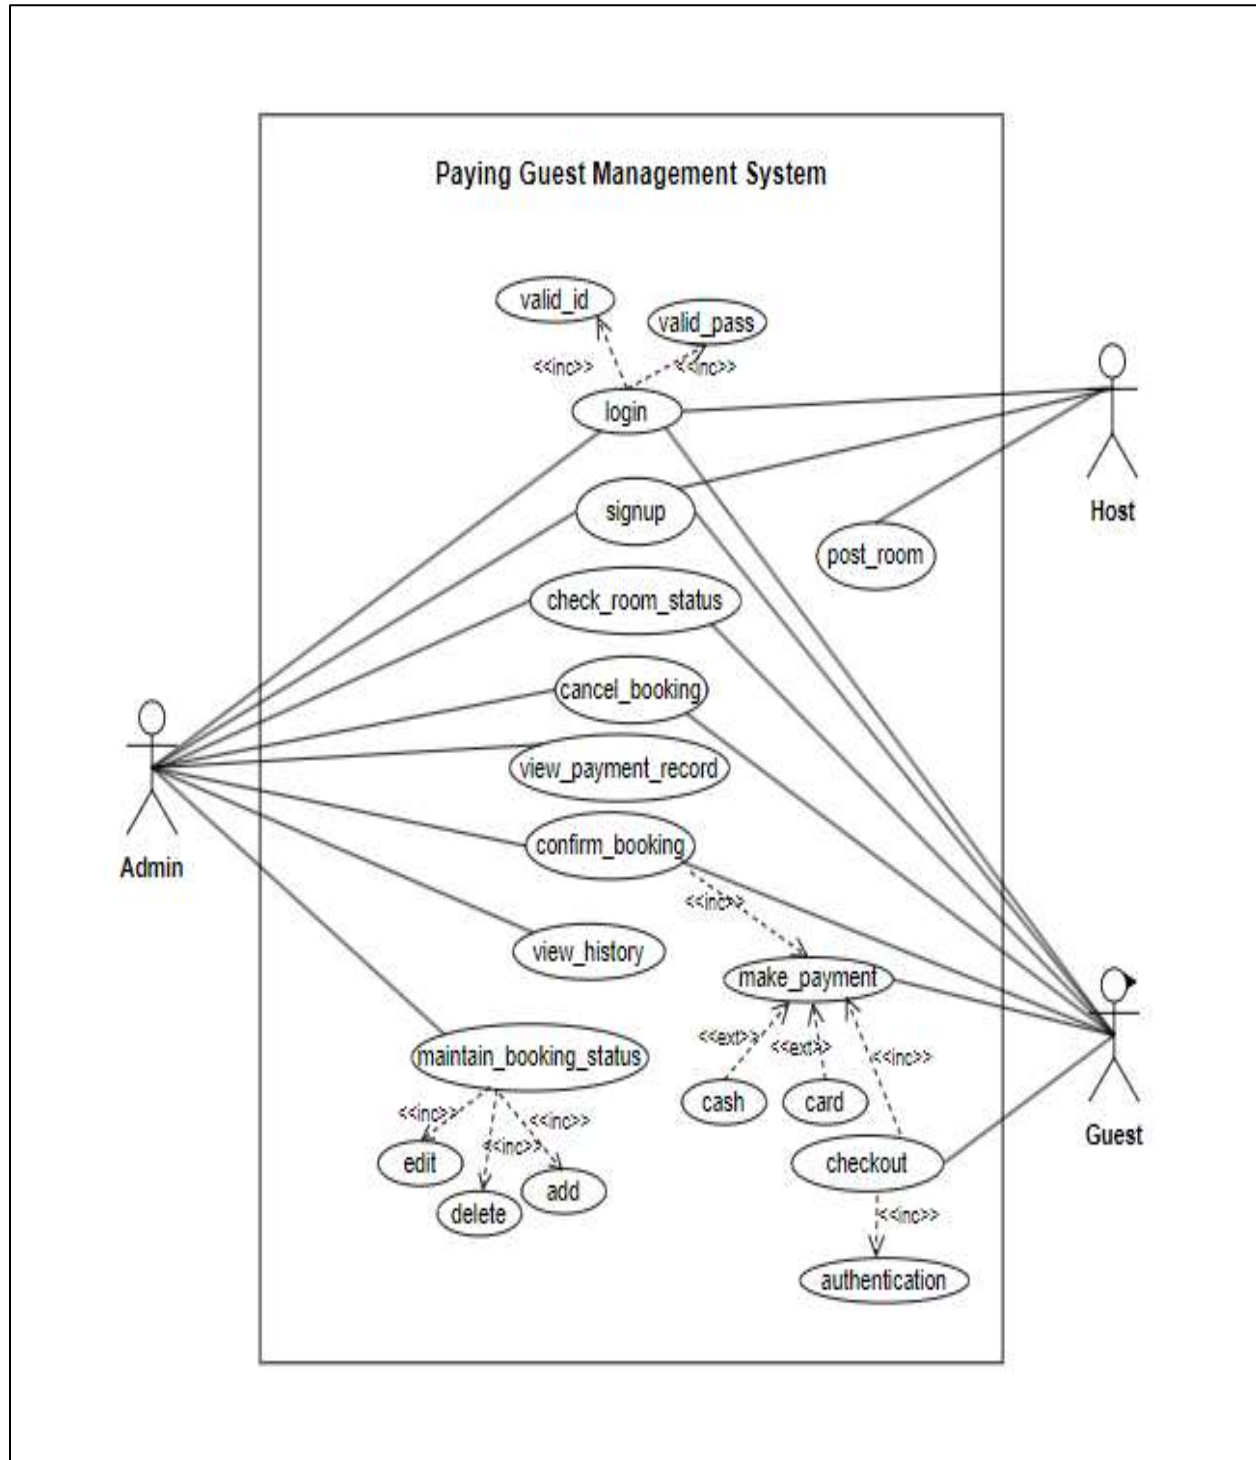 Paying Guest Management System
valid_id
valid_pass
<<inc>>
<<inc>>
login
Host
signup
post_room
check_room_status
cancel_booking
view_payment_record
confirm_booking
Admin
<<inc>>
view_history
make_payment
<<ext>>
<<ext>>
<<inc>>
maintain_booking_status
cash
card
<<inc>>
<<inc>>
<<inc>>
Guest
edit
checkout
add
delete
<<inc>>
authentication